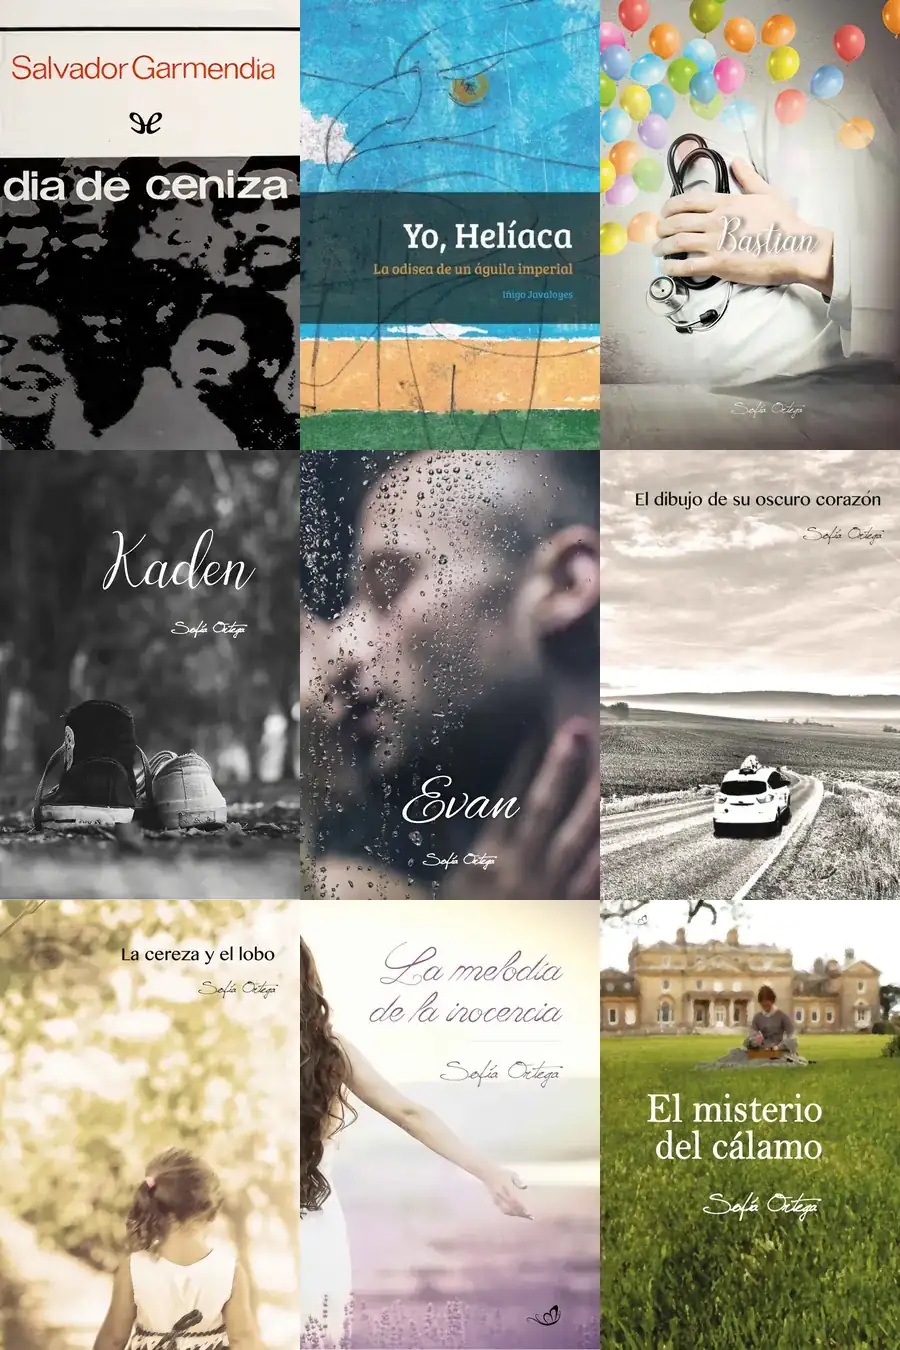 Salvador Garmendia
dia de ceniza
Yo, Helíaca
La odisea de un águila imperial
Iñigo Javaloyes
Bastian
Sofía Ortega
Kaden
Sofía Ortega
Evan
Sofía Ortega
El dibujo de su oscuro corazón
Sofía Ortega
La cereza y el lobo
Sofía Ortega
La melodía
de la inocencia
Sofía Ortega
El misterio
del cálamo
Sofía Ortega